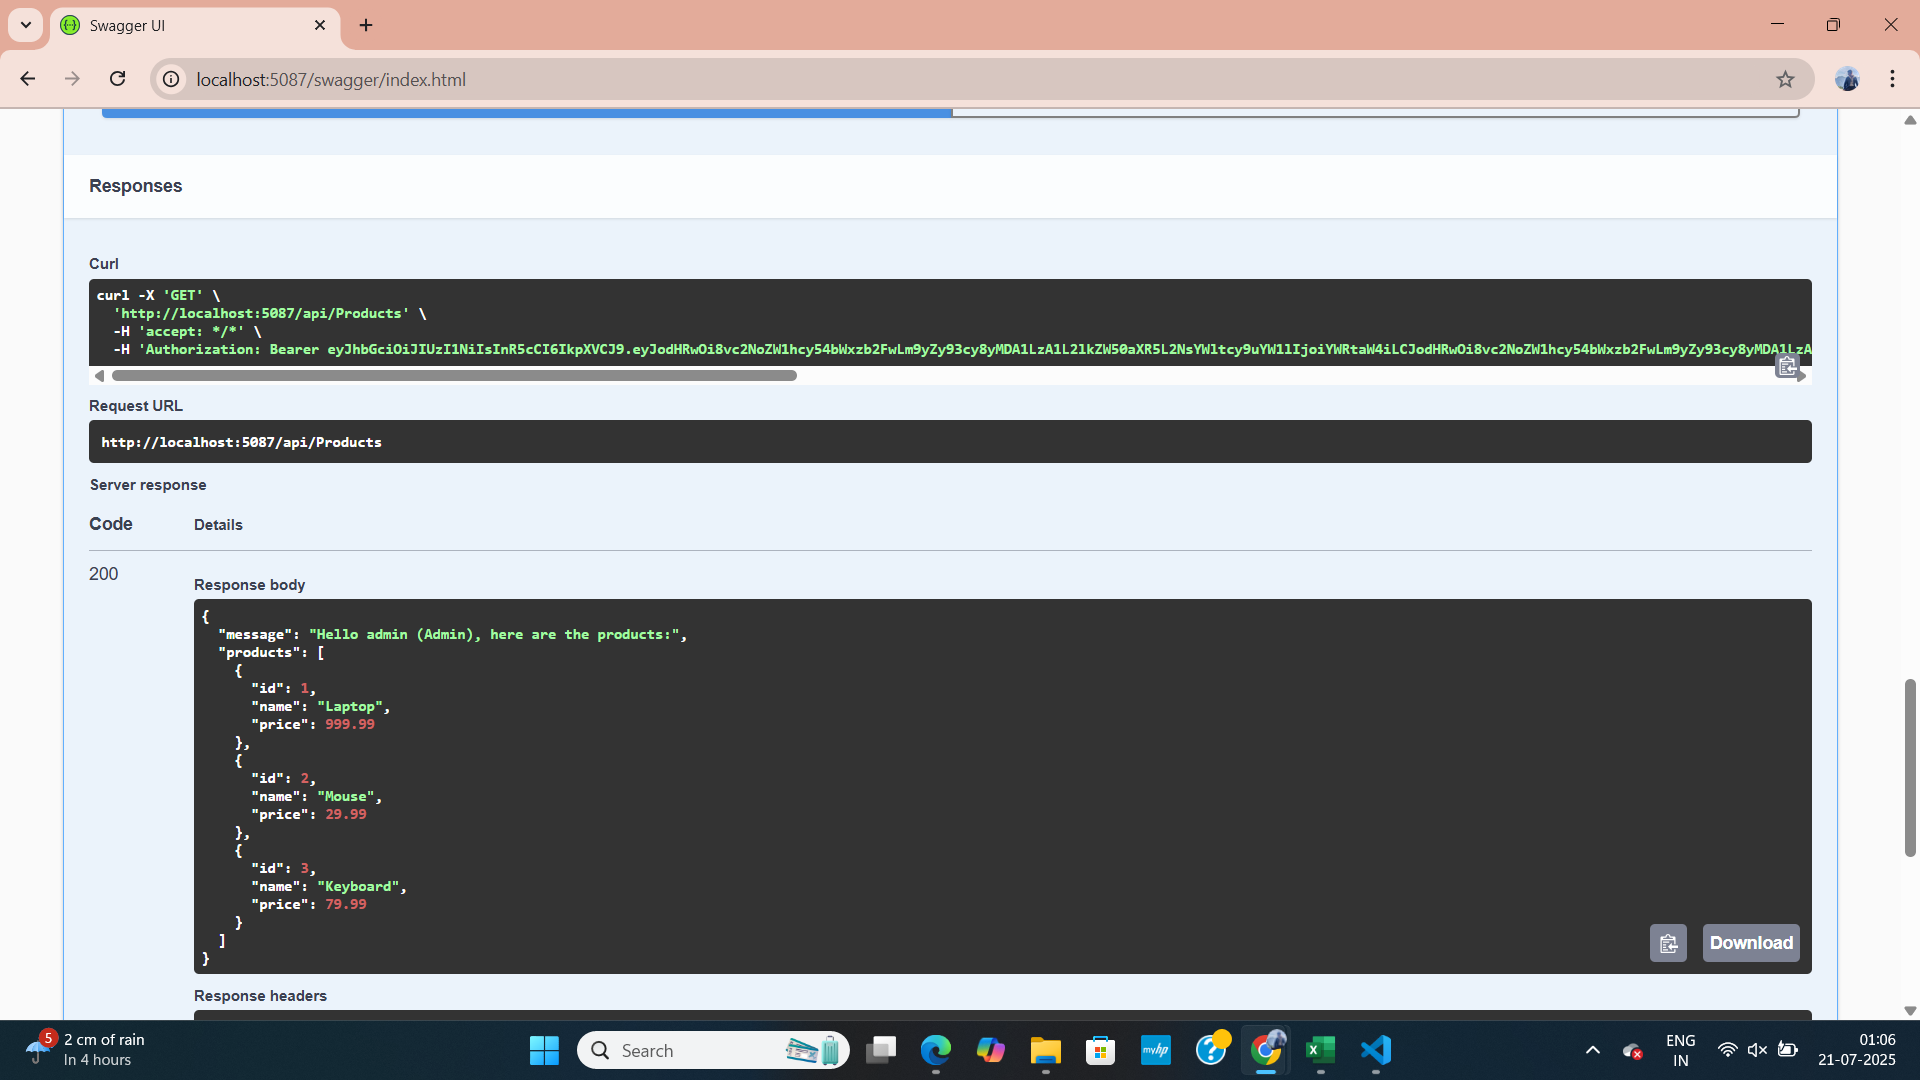 Swagger UI
localhost:5087/swagger/index.html
Responses
Curl
curl -X 'GET' \
'http://localhost:5087/api/Products' \
-H 'accept: */*' \
-H 'Authorization: Bearer
Request URL
http://localhost:5087/api/Products
Server response
Code Details
200
Response body
{
"message": "Hello admin (Admin), here are the products:",
"products": [
{
"id": 1,
"name": "Laptop",
"price": 999.99
},
{
"id": 2,
"name": "Mouse",
"price": 29.99
},
{
"id": 3,
"name": "Keyboard",
"price": 79.99
}
]
}
Download
Response headers
5
2 cm of rain
In 4 hours
Search
myhp
ENG
IN
01:06
21-07-2025